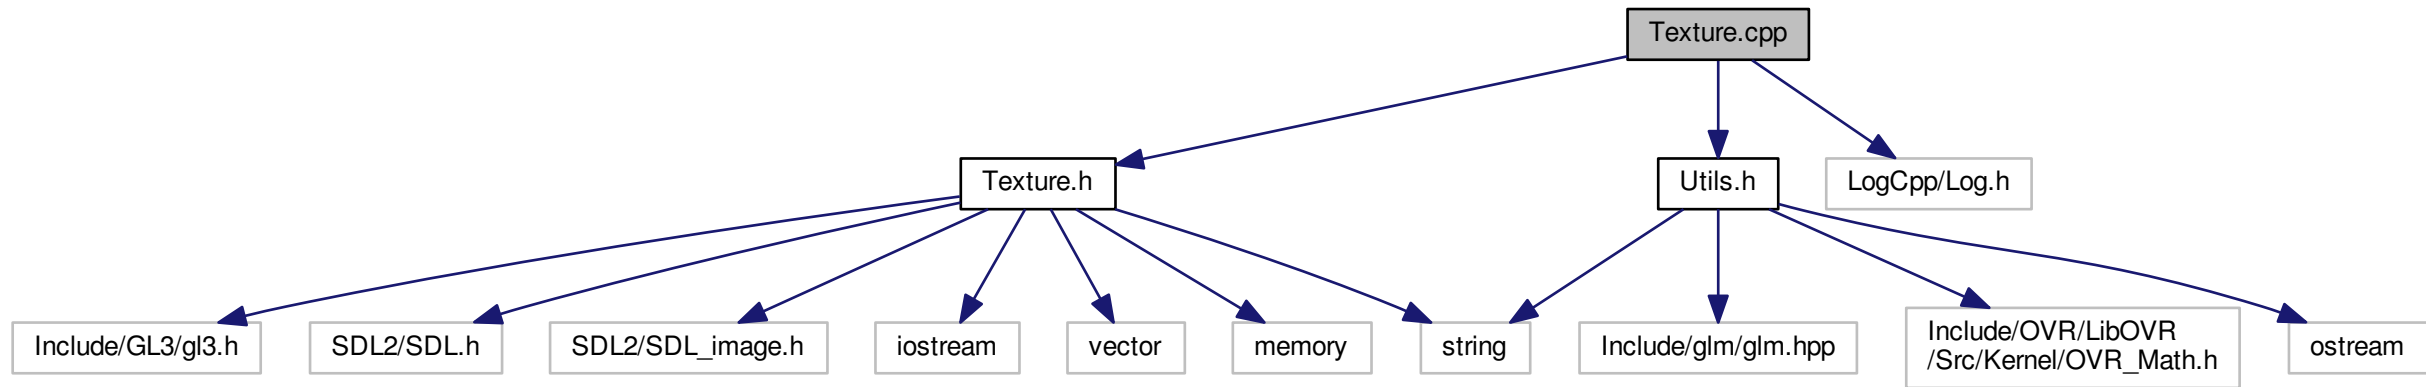 Texture.cpp
Texture.h
Utils.h
LogCpp/Log.h
Include/GL3/gl3.h
SDL2/SDL.h
SDL2/SDL_image.h
iostream
vector
memory
string
Include/glm/glm.hpp
Include/OVR/LibOVR
/Src/Kernel/OVR_Math.h
ostream